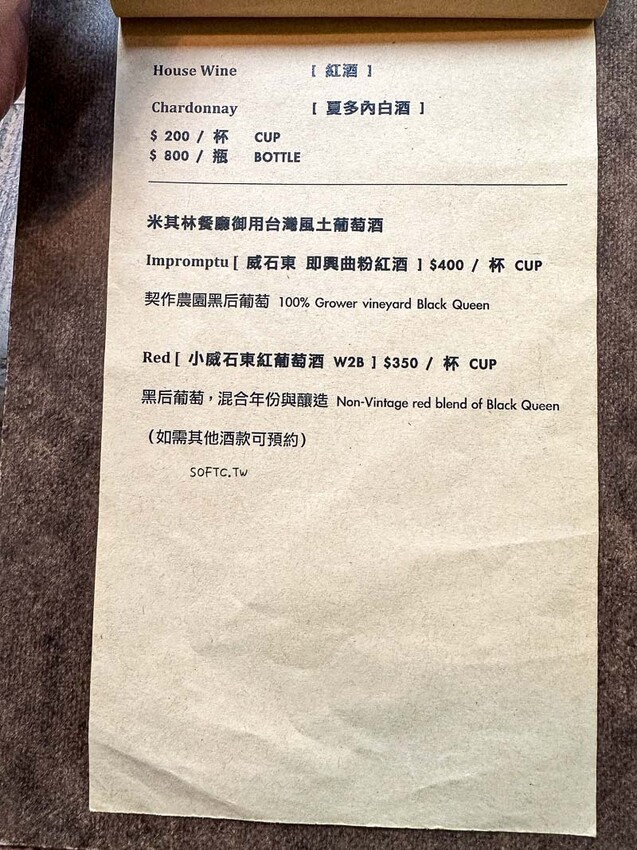 House Wine [ 紅酒 ]
Chardonnay [ 夏多內白酒 ]
$ 200 / 杯 CUP
$ 800 / 瓶 BOTTLE
米其林餐廳御用台灣風土葡萄酒
Impromptu [ 威石東 即興曲粉紅酒 ] $400 / 杯 CUP
契作農園黑后葡萄 100% Grower vineyard Black Queen
Red [ 小威石東紅葡萄酒 W2B ] $350 / 杯 CUP
黑后葡萄，混合年份與釀造 Non-Vintage red blend of Black Queen
（如需其他酒款可預約）
SOFTC.TW